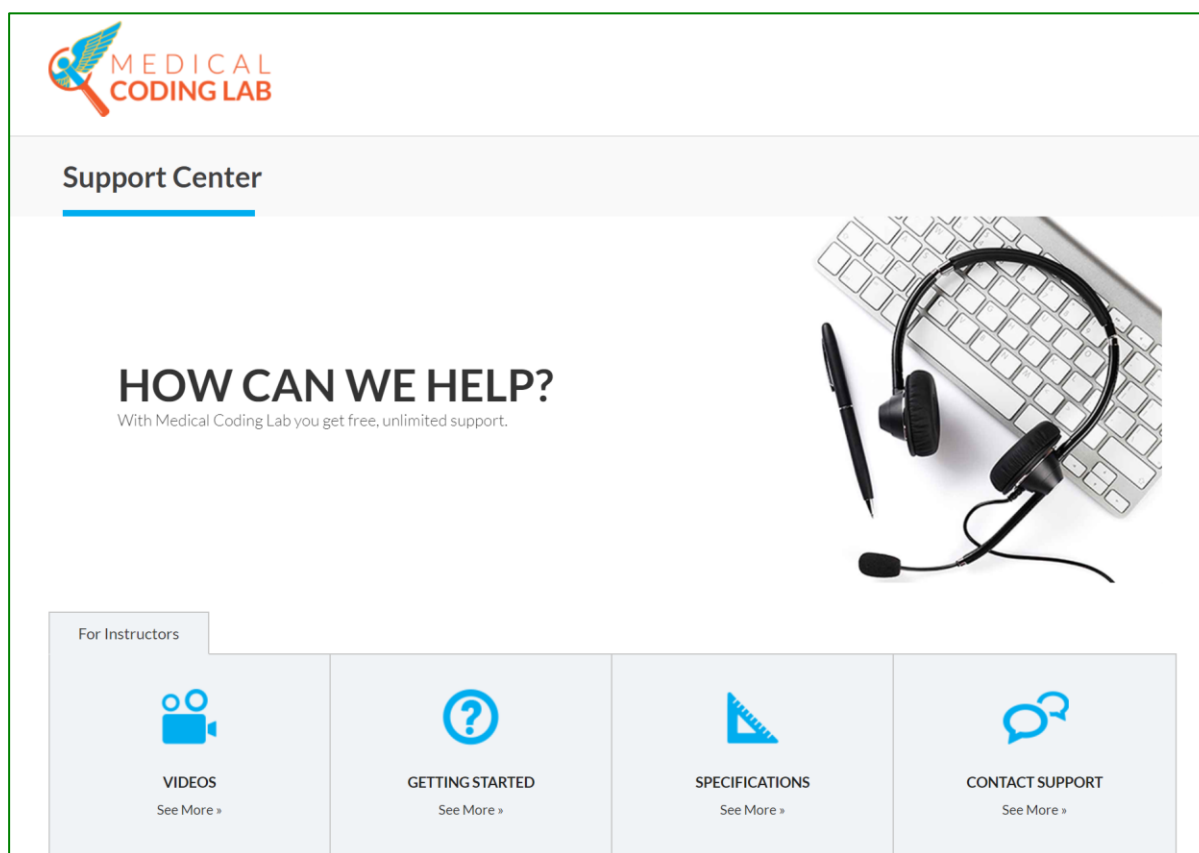 MEDICAL
CODING LAB
Support Center
HOW CAN WE HELP?
With Medical Coding Lab you get free, unlimited support.
For Instructors
VIDEOS
See More »
GETTING STARTED
See More »
SPECIFICATIONS
See More »
CONTACT SUPPORT
See More »